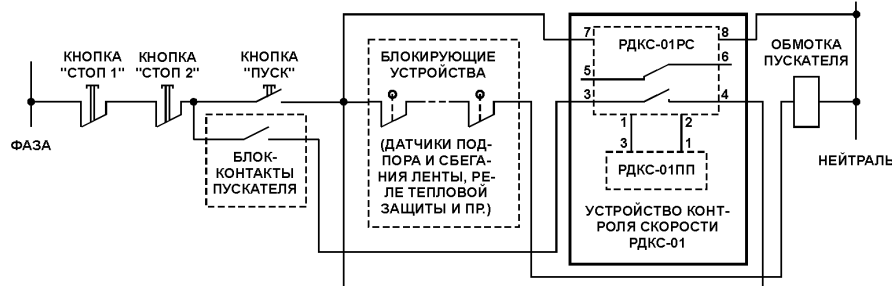 КНОПКА
"СТОП 1"
КНОПКА
"СТОП 2"
КНОПКА
"ПУСК"
БЛОКИРУЮЩИЕ
УСТРОЙСТВА
7
РДКС-01РС
8
6
5
3
4
ОБМОТКА
ПУСКАТЕЛЯ
ФАЗА
БЛОК-
КОНТАКТЫ
ПУСКАТЕЛЯ
(ДАТЧИКИ ПОД-
ПОРА И СБЕГА-
НИЯ ЛЕНТЫ, РЕ-
ЛЕ ТЕПЛОВОЙ
ЗАЩИТЫ И ПР.)
1
2
3
1
РДКС-01ПП
НЕЙТРАЛЬ
УСТРОЙСТВО КОНТ-
РОЛЯ СКОРОСТИ
РДКС-01